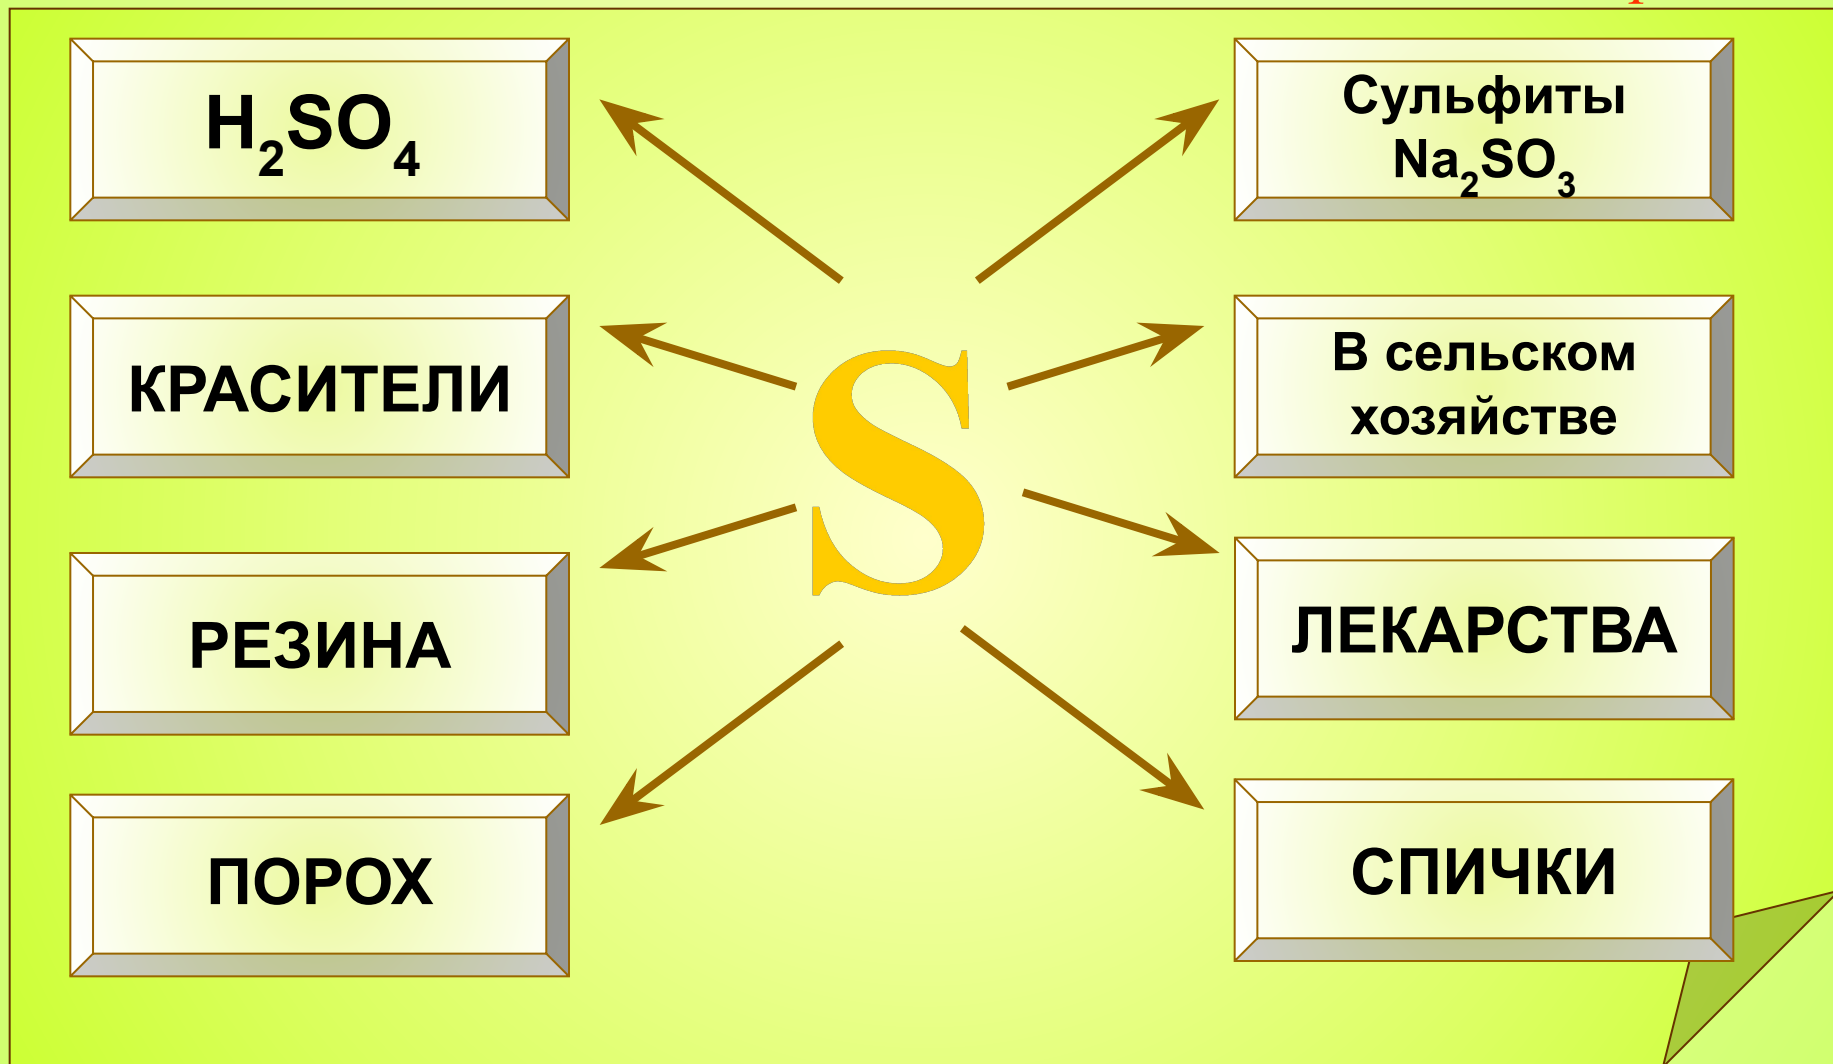 H₂SO₄
КРАСИТЕЛИ
РЕЗИНА
ПОРОХ
S
Сульфиты
Na₂SO₃
В сельском
хозяйстве
ЛЕКАРСТВА
СПИЧКИ